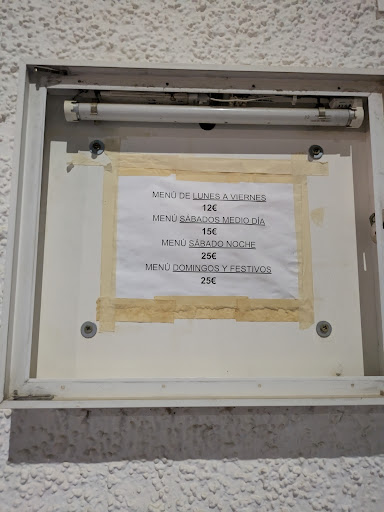 MENÚ DE LUNES A VIERNES
12€
MENÚ SÁBADOS MEDIO DÍA
15€
MENÚ SÁBADO NOCHE
25€
MENÚ DOMINGOS Y FESTIVOS
25€